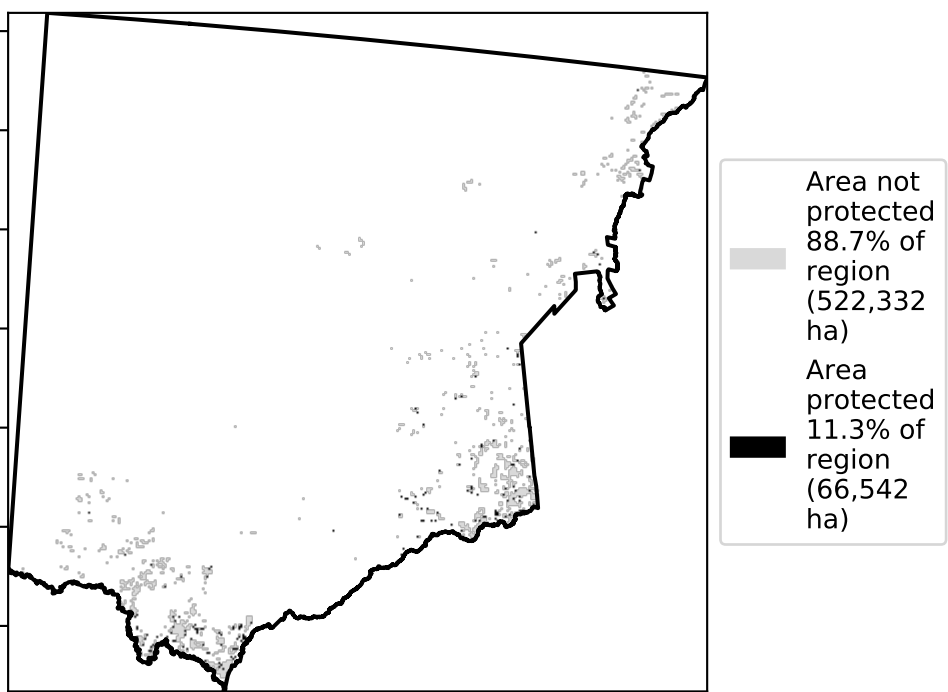 Area not
protected
88.7% of
region
(522,332
ha)
Area
protected
11.3% of
region
(66,542
ha)